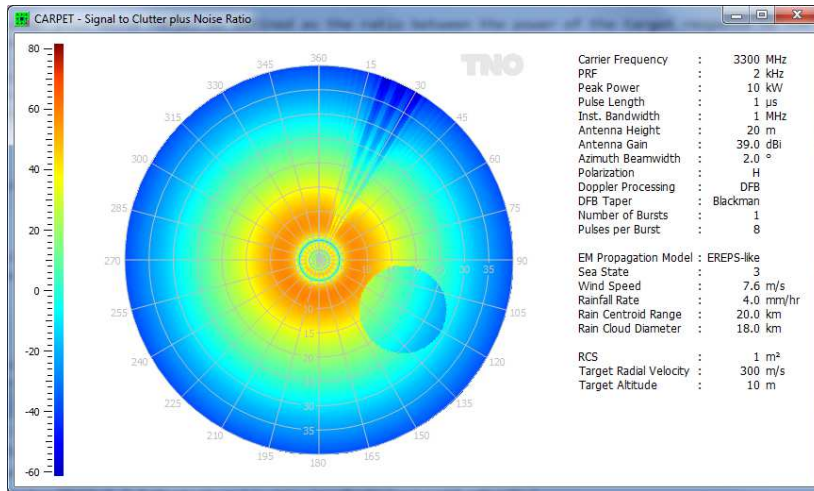 CARPET - Signal to Clutter plus Noise Ratio
TNO
80
60
40
20
0
-20
-40
-60
360
15
30
45
60
75
90
105
120
135
150
165
180
195
210
225
240
255
270
285
300
315
330
345
30 35
15
20
30
35
Carrier Frequency : 3300 MHz
PRF : 2 kHz
Peak Power : 10 kW
Pulse Length : 1 µs
Inst. Bandwidth : 1 MHz
Antenna Height : 20 m
Antenna Gain : 39.0 dBi
Azimuth Beamwidth : 2.0 °
Polarization : H
Doppler Processing : DFB
DFB Taper : Blackman
Number of Bursts : 1
Pulses per Burst : 8
EM Propagation Model : EREPS-like
Sea State : 3
Wind Speed : 7.6 m/s
Rainfall Rate : 4.0 mm/hr
Rain Centroid Range : 20.0 km
Rain Cloud Diameter : 18.0 km
RCS : 1 m²
Target Radial Velocity : 300 m/s
Target Altitude : 10 m